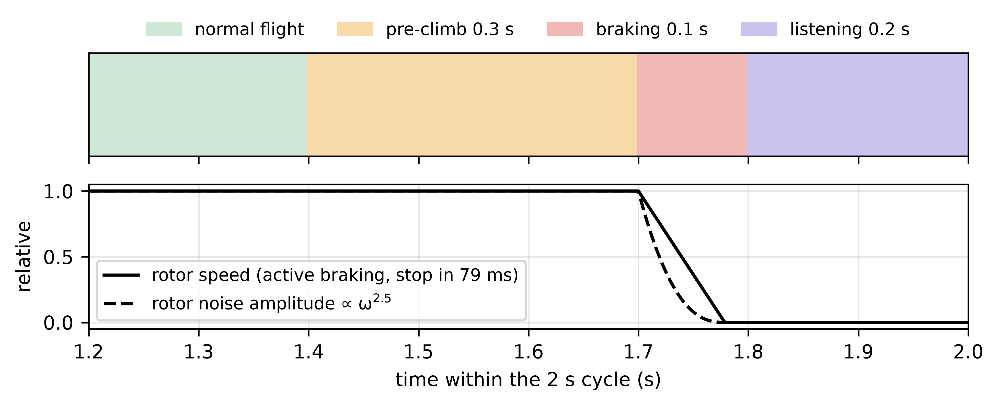 normal flight
pre-climb 0.3 s
braking 0.1 s
listening 0.2 s
1.0
0.5
0.0
relative
rotor speed (active braking, stop in 79 ms)
rotor noise amplitude ∝ ω^2.5
1.2 1.3 1.4 1.5 1.6 1.7 1.8 1.9 2.0
time within the 2 s cycle (s)